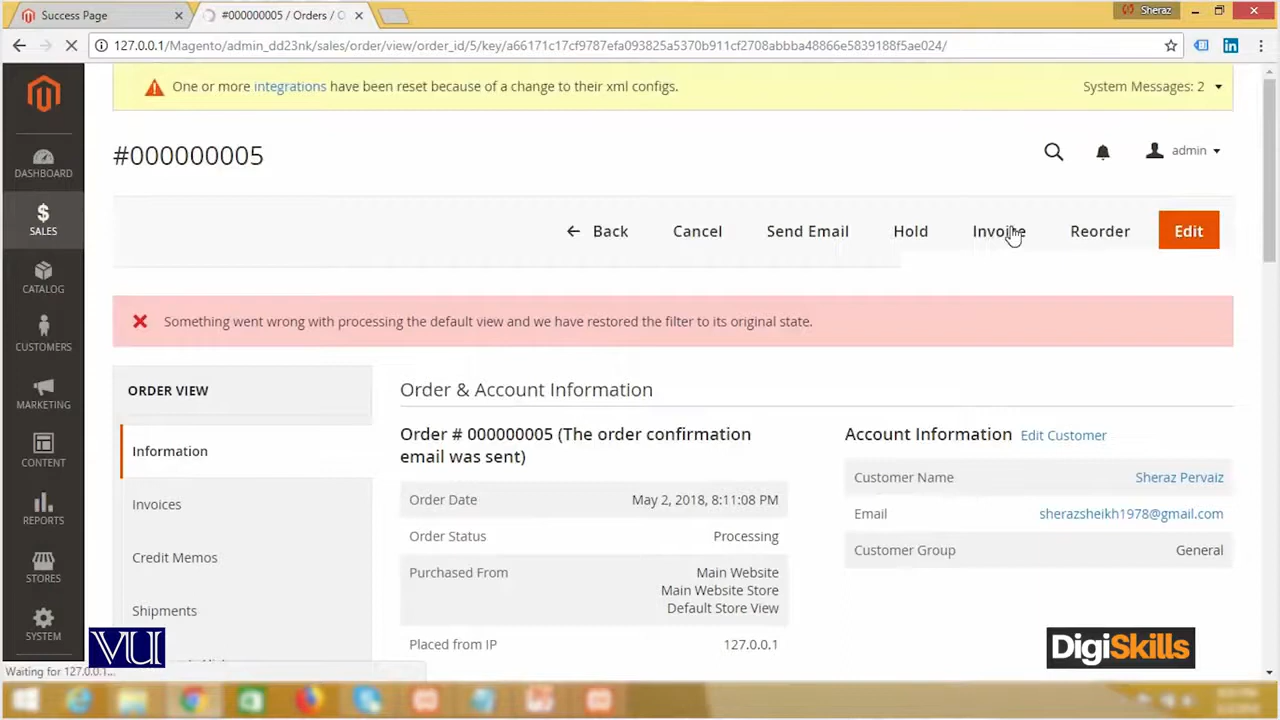 Success Page
#000000005 / Orders / O
Sheraz
127.0.0.1/Magento/admin_dd23nk/sales/order/view/order_id/5/key/a66171c17cf9787efa093825a5370b911cf2708abbba48866e5839188f5ae024/
One or more integrations have been reset because of a change to their xml configs.
System Messages: 2
#000000005
admin
DASHBOARD
SALES
CATALOG
CUSTOMERS
MARKETING
CONTENT
REPORTS
STORES
SYSTEM
Back Cancel Send Email Hold Invoice Reorder Edit
Something went wrong with processing the default view and we have restored the filter to its original state.
ORDER VIEW
Information
Invoices
Credit Memos
Shipments
Order & Account Information
Order # 000000005 (The order confirmation
email was sent)
Order Date May 2, 2018, 8:11:08 PM
Order Status Processing
Purchased From Main Website
Main Website Store
Default Store View
Placed from IP 127.0.0.1
Account Information Edit Customer
Customer Name Sheraz Pervaiz
Email sherazsheikh1978@gmail.com
Customer Group General
VU
DigiSkills
Waiting for 127.0.0.1...